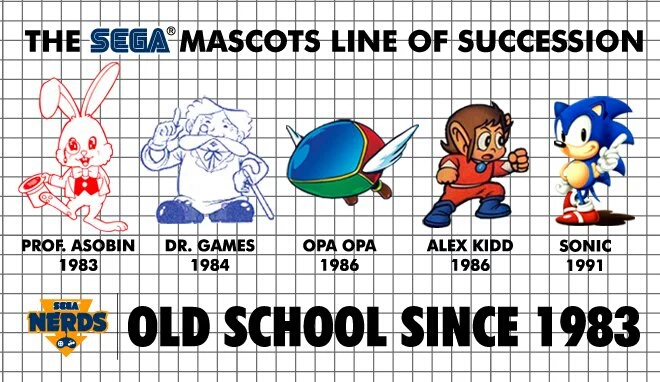 THE SEGA® MASCOTS LINE OF SUCCESSION
PROF. ASOBIN
1983
DR. GAMES
1984
OPA OPA
1986
ALEX KIDD
1986
SONIC
1991
SEGA
NERDS
OLD SCHOOL SINCE 1983